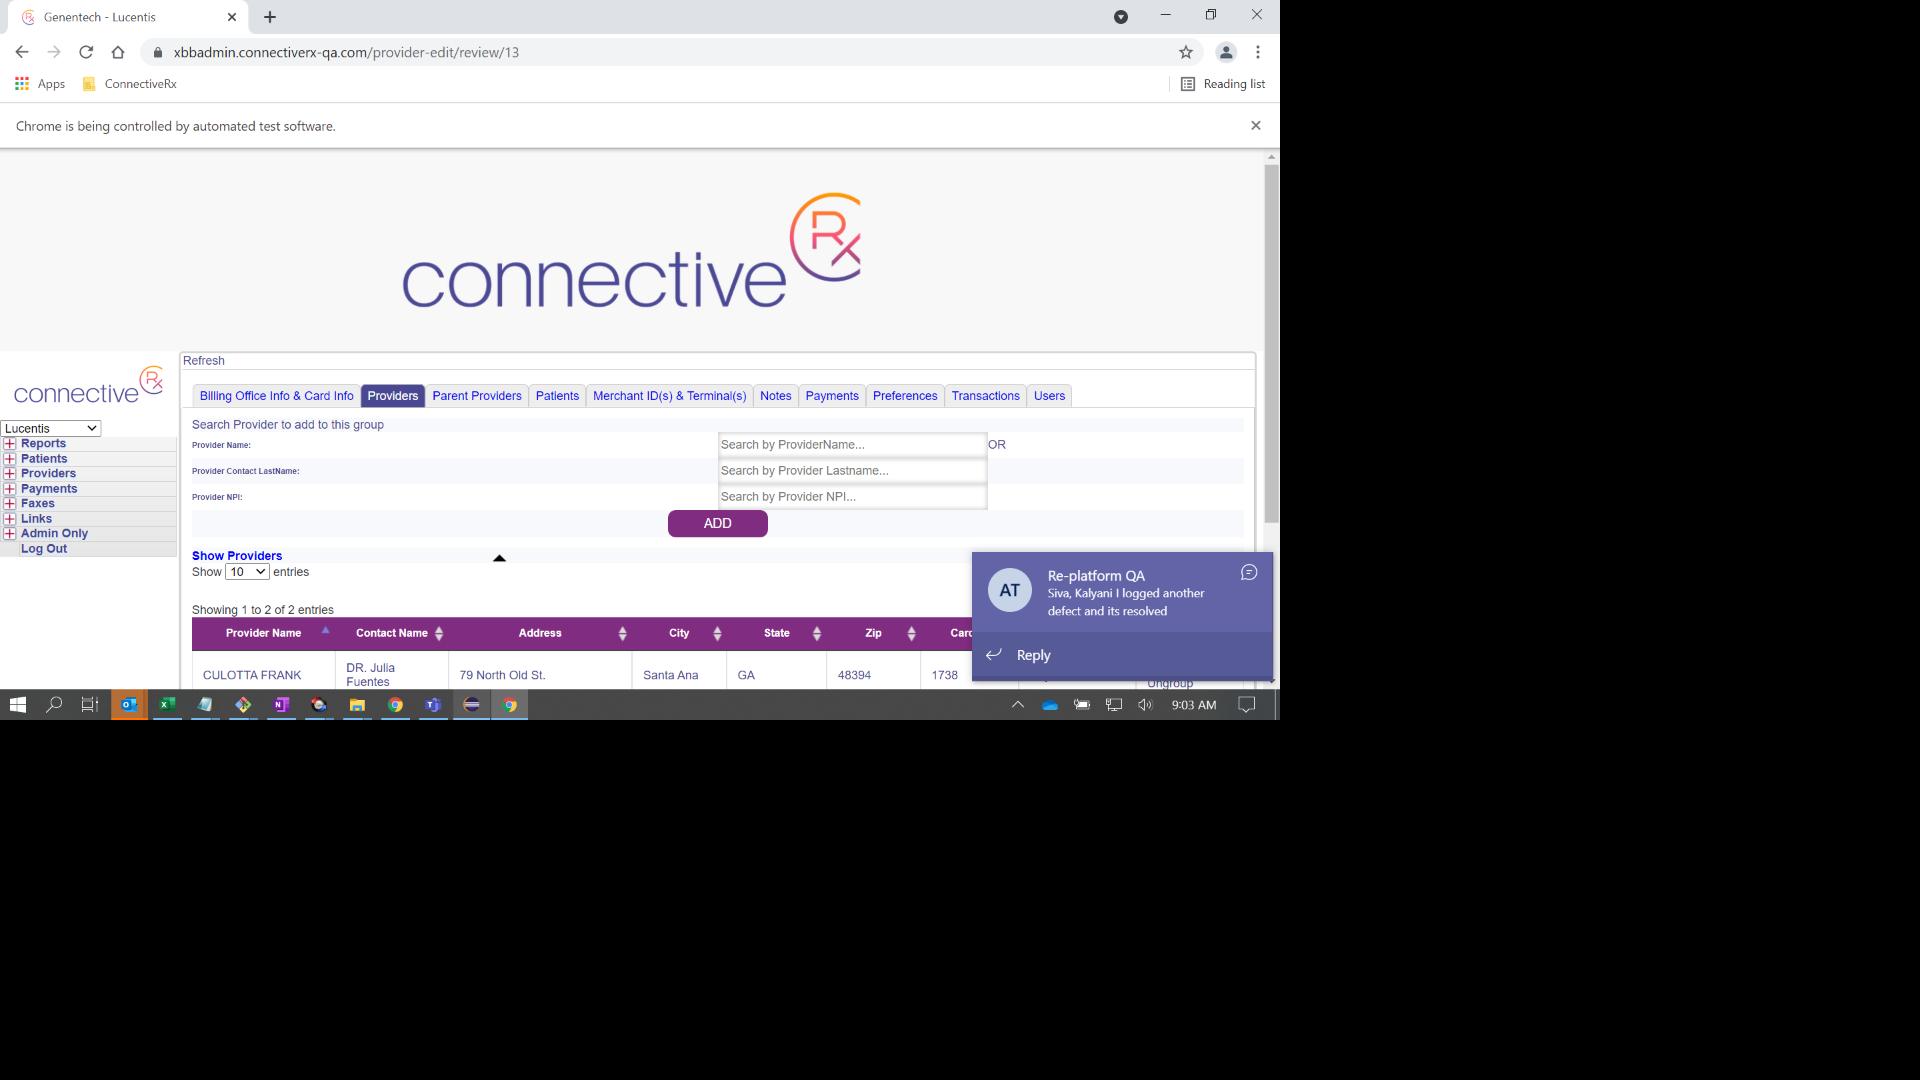 Genentech - Lucentis
xbbadmin.connectiverx-qa.com/provider-edit/review/13
Apps
ConnectiveRx
Reading list
Chrome is being controlled by automated test software.
connective Rx
connective Rx
Lucentis
Reports
Patients
Providers
Payments
Faxes
Links
Admin Only
Log Out
Refresh
Billing Office Info & Card Info Providers Parent Providers Patients Merchant ID(s) & Terminal(s) Notes Payments Preferences Transactions Users
Search Provider to add to this group
Provider Name: Search by ProviderName... OR
Provider Contact LastName: Search by Provider Lastname...
Provider NPI: Search by Provider NPI...
ADD
Show Providers
Show 10 entries
Showing 1 to 2 of 2 entries
Provider Name Contact Name Address City State Zip
CULOTTA FRANK DR. Julia Fuentes 79 North Old St. Santa Ana GA 48394 1738
Ungroup
AT
Re-platform QA
Siva, Kalyani I logged another
defect and its resolved
Reply
9:03 AM